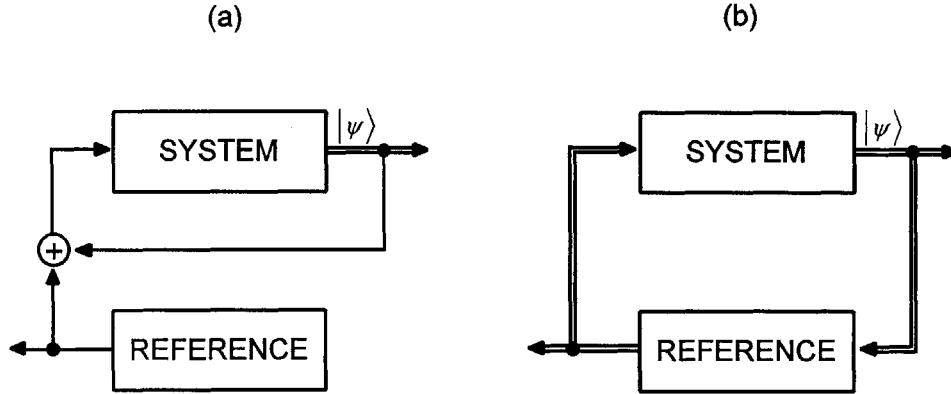 (a)
(b)
|ψ⟩
SYSTEM
|ψ⟩
SYSTEM
+
REFERENCE
REFERENCE